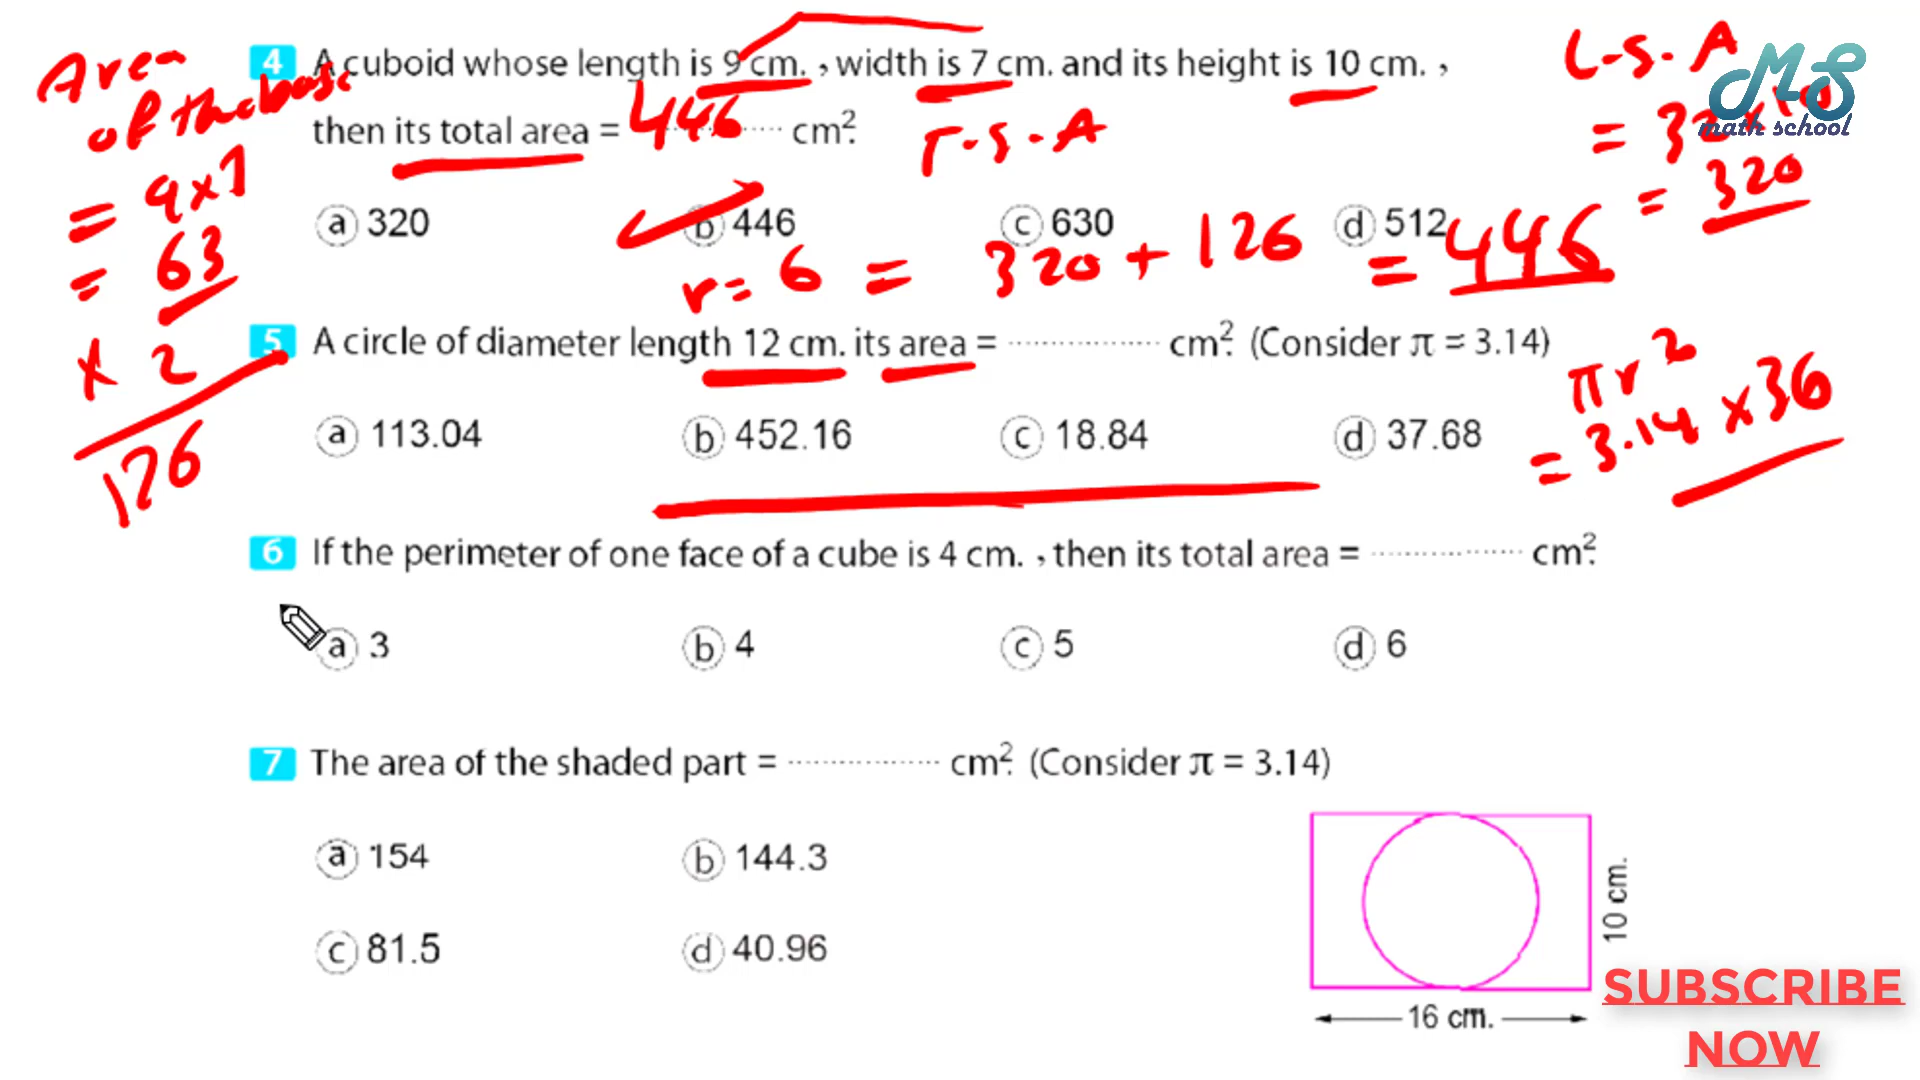 Area
of the base
= 9x7
= 63
x 2
126
4 A cuboid whose length is 9 cm. , width is 7 cm. and its height is 10 cm. ,
then its total area = 446 ........ cm².
T.S.A
L.S.A
= 32x10
= 320
MS
math school
a 320 b 446 c 630 d 512
= 320 + 126 = 446
r = 6
5 A circle of diameter length 12 cm. its area = ................ cm². (Consider π = 3.14)
πr²
= 3.14 x 36
a 113.04 b 452.16 c 18.84 d 37.68
6 If the perimeter of one face of a cube is 4 cm. , then its total area = ................ cm².
a 3 b 4 c 5 d 6
7 The area of the shaded part = ................ cm². (Consider π = 3.14)
a 154 b 144.3
c 81.5 d 40.96
10 cm.
16 cm.
SUBSCRIBE
NOW